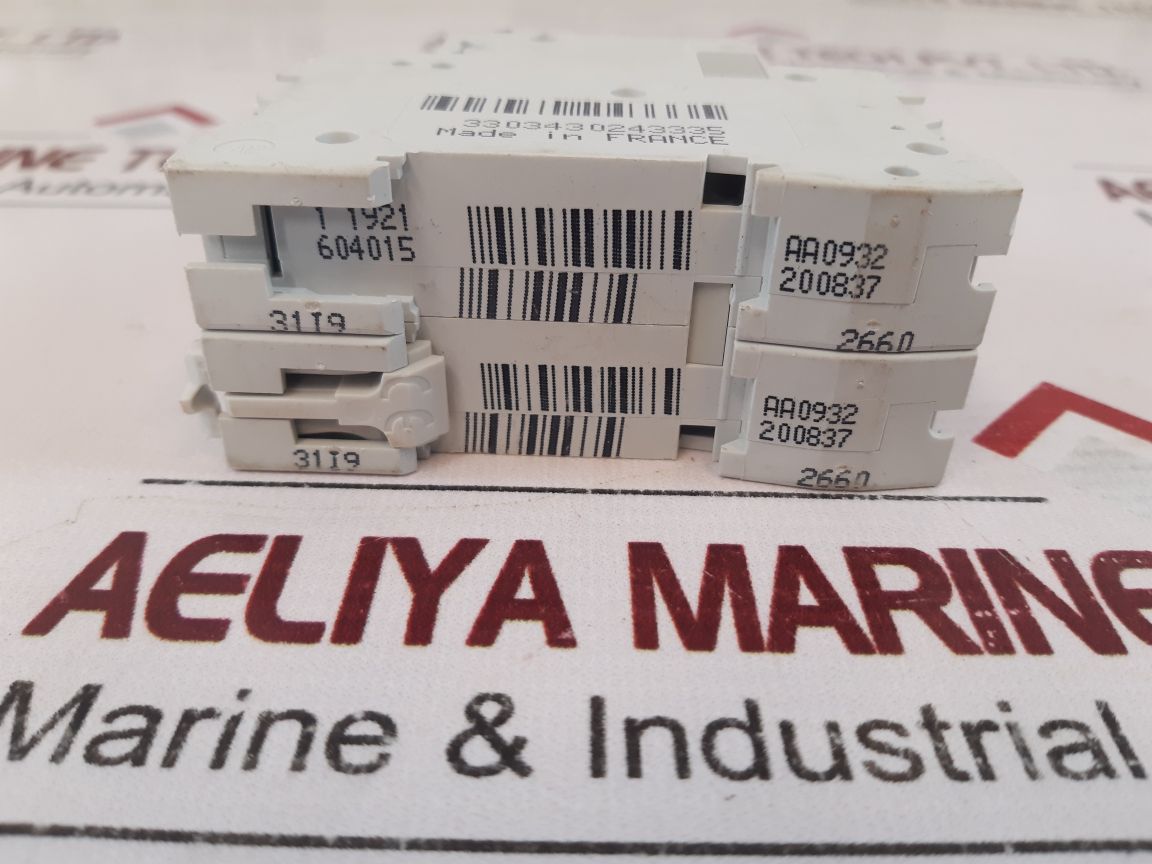 3303430243335
Made in FRANCE
1 1921
604015
AA0932
200837
31I9
2660
AA0932
200837
31I9
2660
AELIYA MARINE
Marine & Industrial